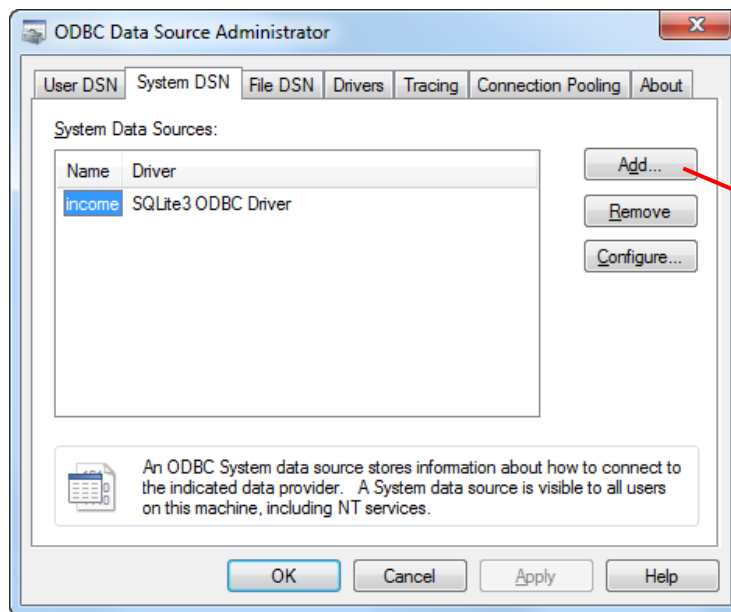 ODBC Data Source Administrator
X
User DSN System DSN File DSN Drivers Tracing Connection Pooling About
System Data Sources:
Name Driver
income SQLite3 ODBC Driver
Add...
Remove
Configure...
An ODBC System data source stores information about how to connect to
the indicated data provider. A System data source is visible to all users
on this machine, including NT services.
OK Cancel Apply Help